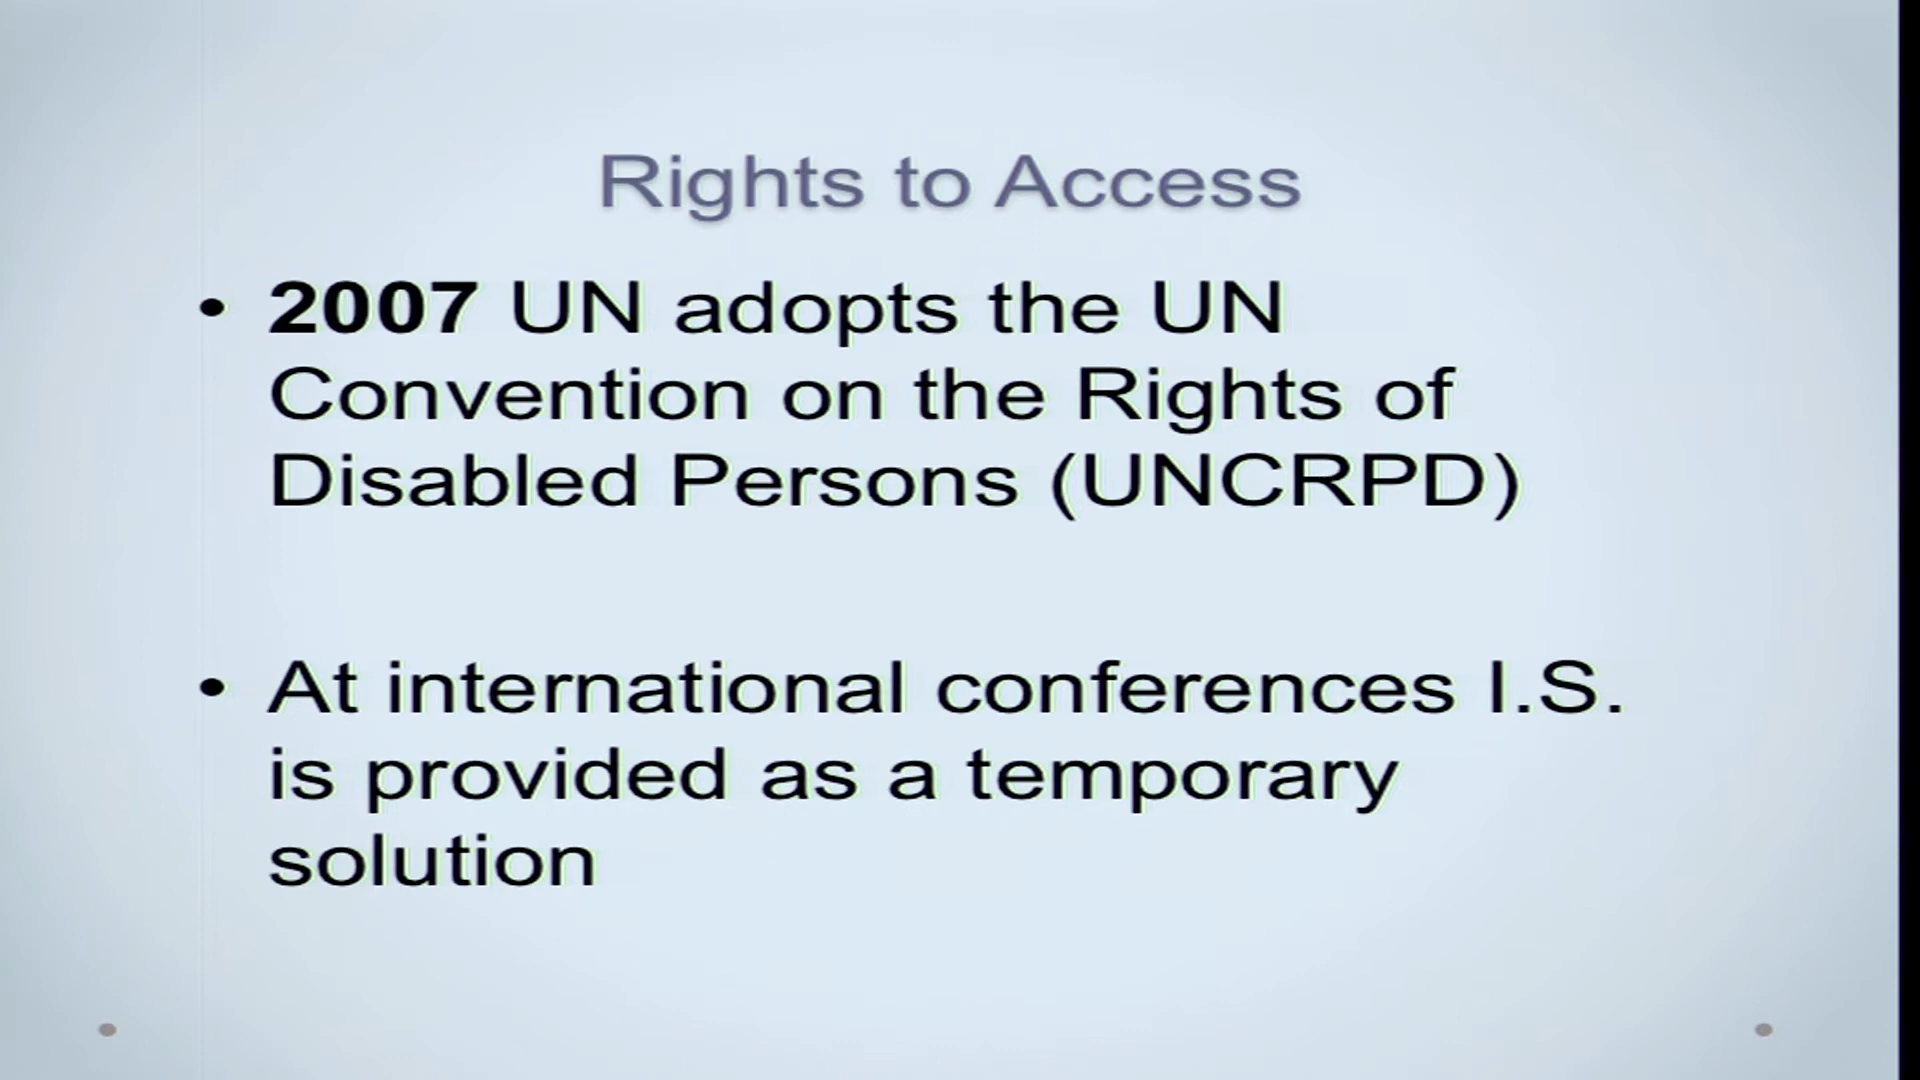 Rights to Access
• 2007 UN adopts the UN
Convention on the Rights of
Disabled Persons (UNCRPD)
• At international conferences I.S.
is provided as a temporary
solution